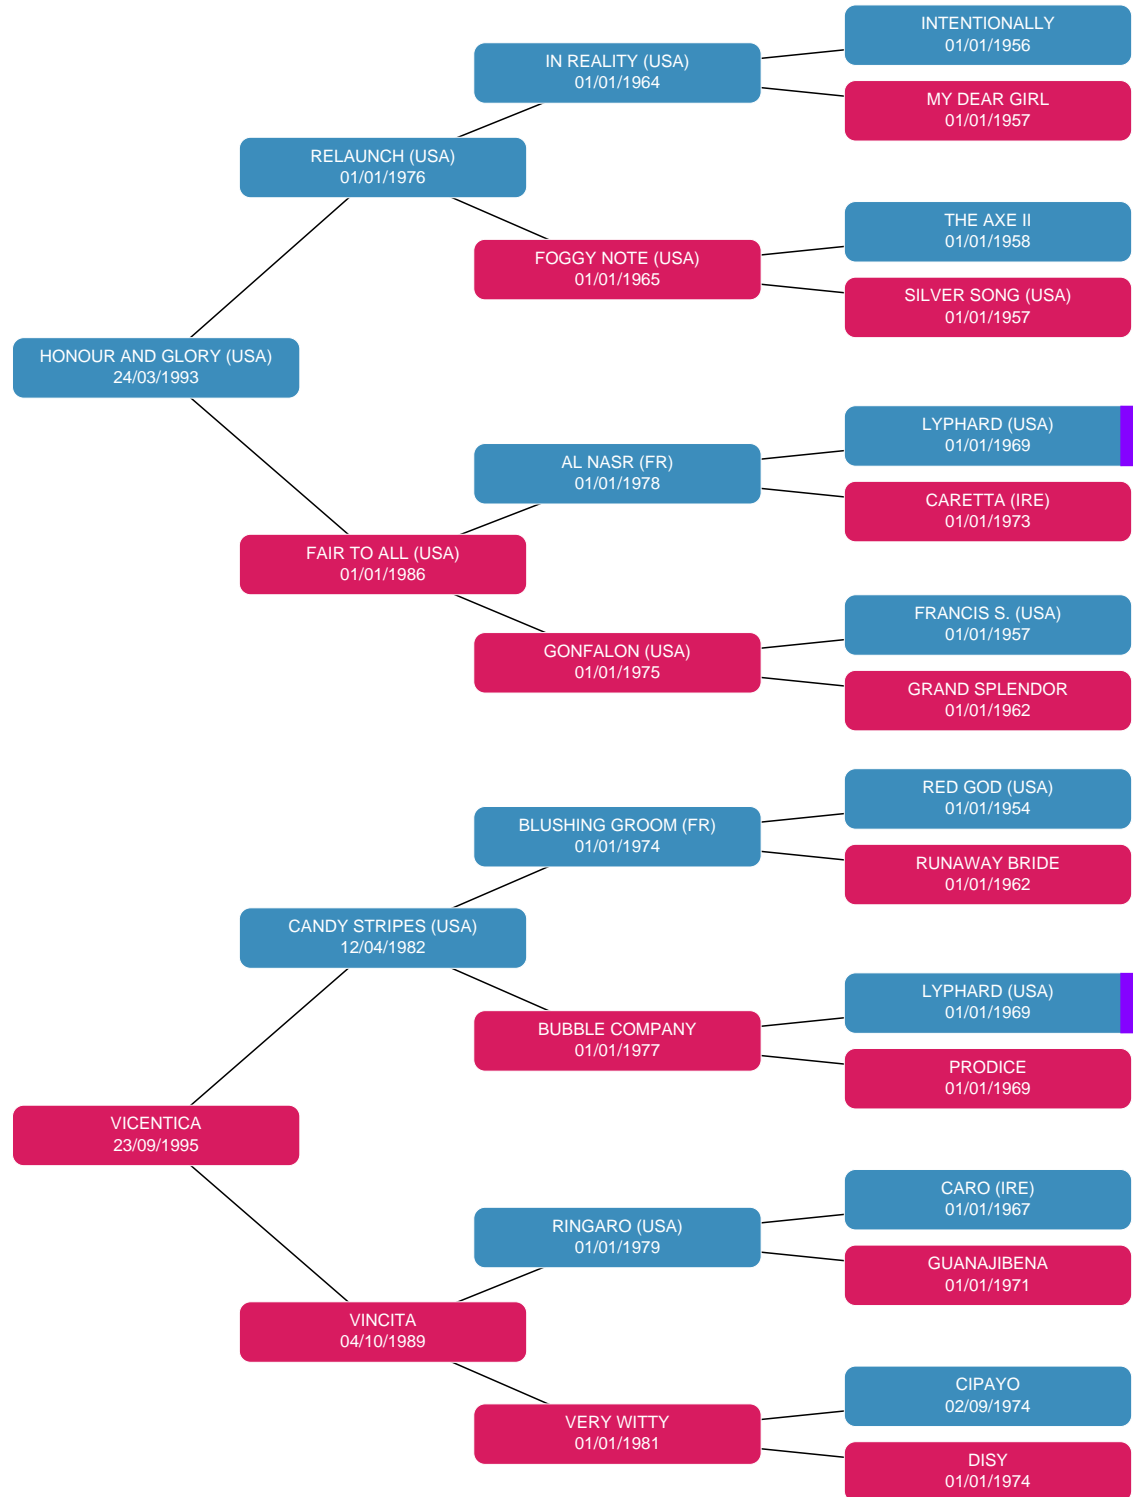 INTENTIONALLY
01/01/1956
IN REALITY (USA)
01/01/1964
MY DEAR GIRL
01/01/1957
RELAUNCH (USA)
01/01/1976
THE AXE II
01/01/1958
FOGGY NOTE (USA)
01/01/1965
SILVER SONG (USA)
01/01/1957
HONOUR AND GLORY (USA)
24/03/1993
LYPHARD (USA)
01/01/1969
AL NASR (FR)
01/01/1978
CARETTA (IRE)
01/01/1973
FAIR TO ALL (USA)
01/01/1986
FRANCIS S. (USA)
01/01/1957
GONFALON (USA)
01/01/1975
GRAND SPLENDOR
01/01/1962
RED GOD (USA)
01/01/1954
BLUSHING GROOM (FR)
01/01/1974
RUNAWAY BRIDE
01/01/1962
CANDY STRIPES (USA)
12/04/1982
LYPHARD (USA)
01/01/1969
BUBBLE COMPANY
01/01/1977
PRODICE
01/01/1969
VICENTICA
23/09/1995
CARO (IRE)
01/01/1967
RINGARO (USA)
01/01/1979
GUANAJIBENA
01/01/1971
VINCITA
04/10/1989
CIPAYO
02/09/1974
VERY WITTY
01/01/1981
DISY
01/01/1974